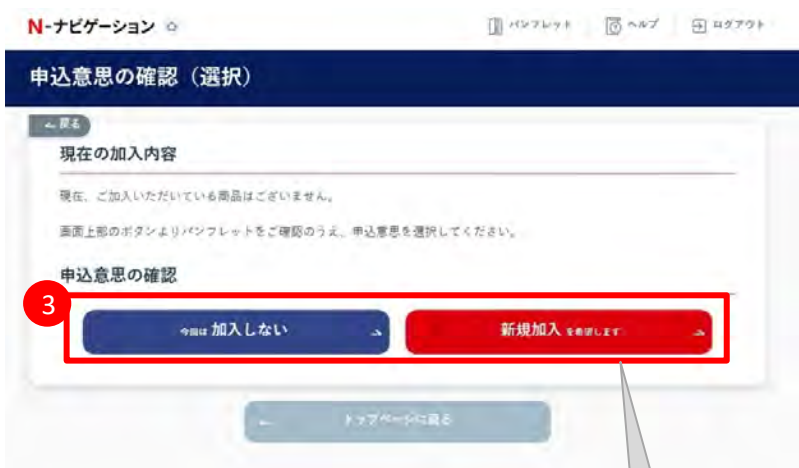 N-ナビゲーション
パンフレット ヘルプ ログアウト
申込意思の確認（選択）
戻る
現在の加入内容
現在、ご加入いただいている商品はございません。
画面上部のボタンよりパンフレットをご確認のうえ、申込意思を選択してください。
申込意思の確認
3
今回は 加入しない
新規加入 を希望します
トップページに戻る